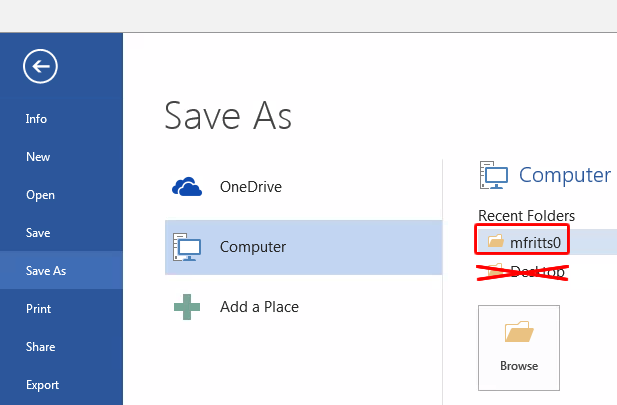 Info
New
Open
Save
Save As
Print
Share
Export
Save As
OneDrive
Computer
Add a Place
Computer
Recent Folders
mfritts0
Desktop
Browse